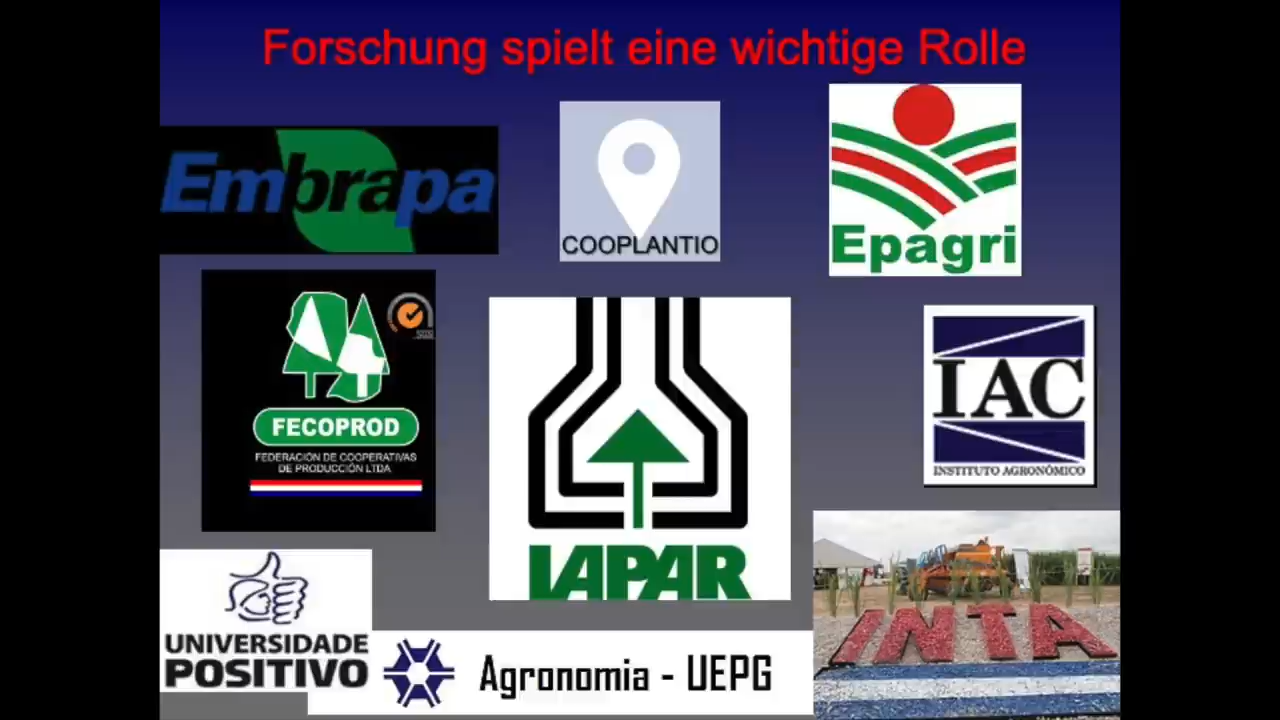 Forschung spielt eine wichtige Rolle
Embrapa
COOPLANTIO
Epagri
FECOPROD
FEDERACIÓN DE COOPERATIVAS
DE PRODUCCIÓN LTDA
IAPAR
IAC
INSTITUTO AGRONÔMICO
UNIVERSIDADE
POSITIVO
Agronomia - UEPG
INTA